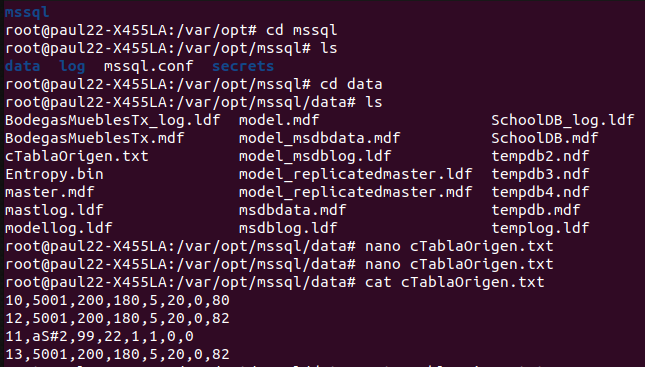 mssql
root@paul22-X455LA:/var/opt# cd mssql
root@paul22-X455LA:/var/opt/mssql# ls
data  log  mssql.conf  secrets
root@paul22-X455LA:/var/opt/mssql# cd data
root@paul22-X455LA:/var/opt/mssql/data# ls
BodegasMueblesTx_log.ldf  model.mdf  SchoolDB_log.ldf
BodegasMueblesTx.mdf  model_msdbdata.mdf  SchoolDB.mdf
cTablaOrigen.txt  model_msdblog.ldf  tempdb2.ndf
Entropy.bin  model_replicatedmaster.ldf  tempdb3.ndf
master.mdf  model_replicatedmaster.mdf  tempdb4.ndf
mastlog.ldf  msdbdata.mdf  tempdb.mdf
modellog.ldf  msdblog.ldf  templog.ldf
root@paul22-X455LA:/var/opt/mssql/data# nano cTablaOrigen.txt
root@paul22-X455LA:/var/opt/mssql/data# nano cTablaOrigen.txt
root@paul22-X455LA:/var/opt/mssql/data# cat cTablaOrigen.txt
10,5001,200,180,5,20,0,80
12,5001,200,180,5,20,0,82
11,aS#2,99,22,1,1,0,0
13,5001,200,180,5,20,0,82